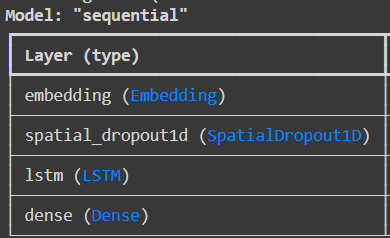 Model: "sequential"
Layer (type)
embedding (Embedding)
spatial_dropout1d (SpatialDropout1D)
lstm (LSTM)
dense (Dense)